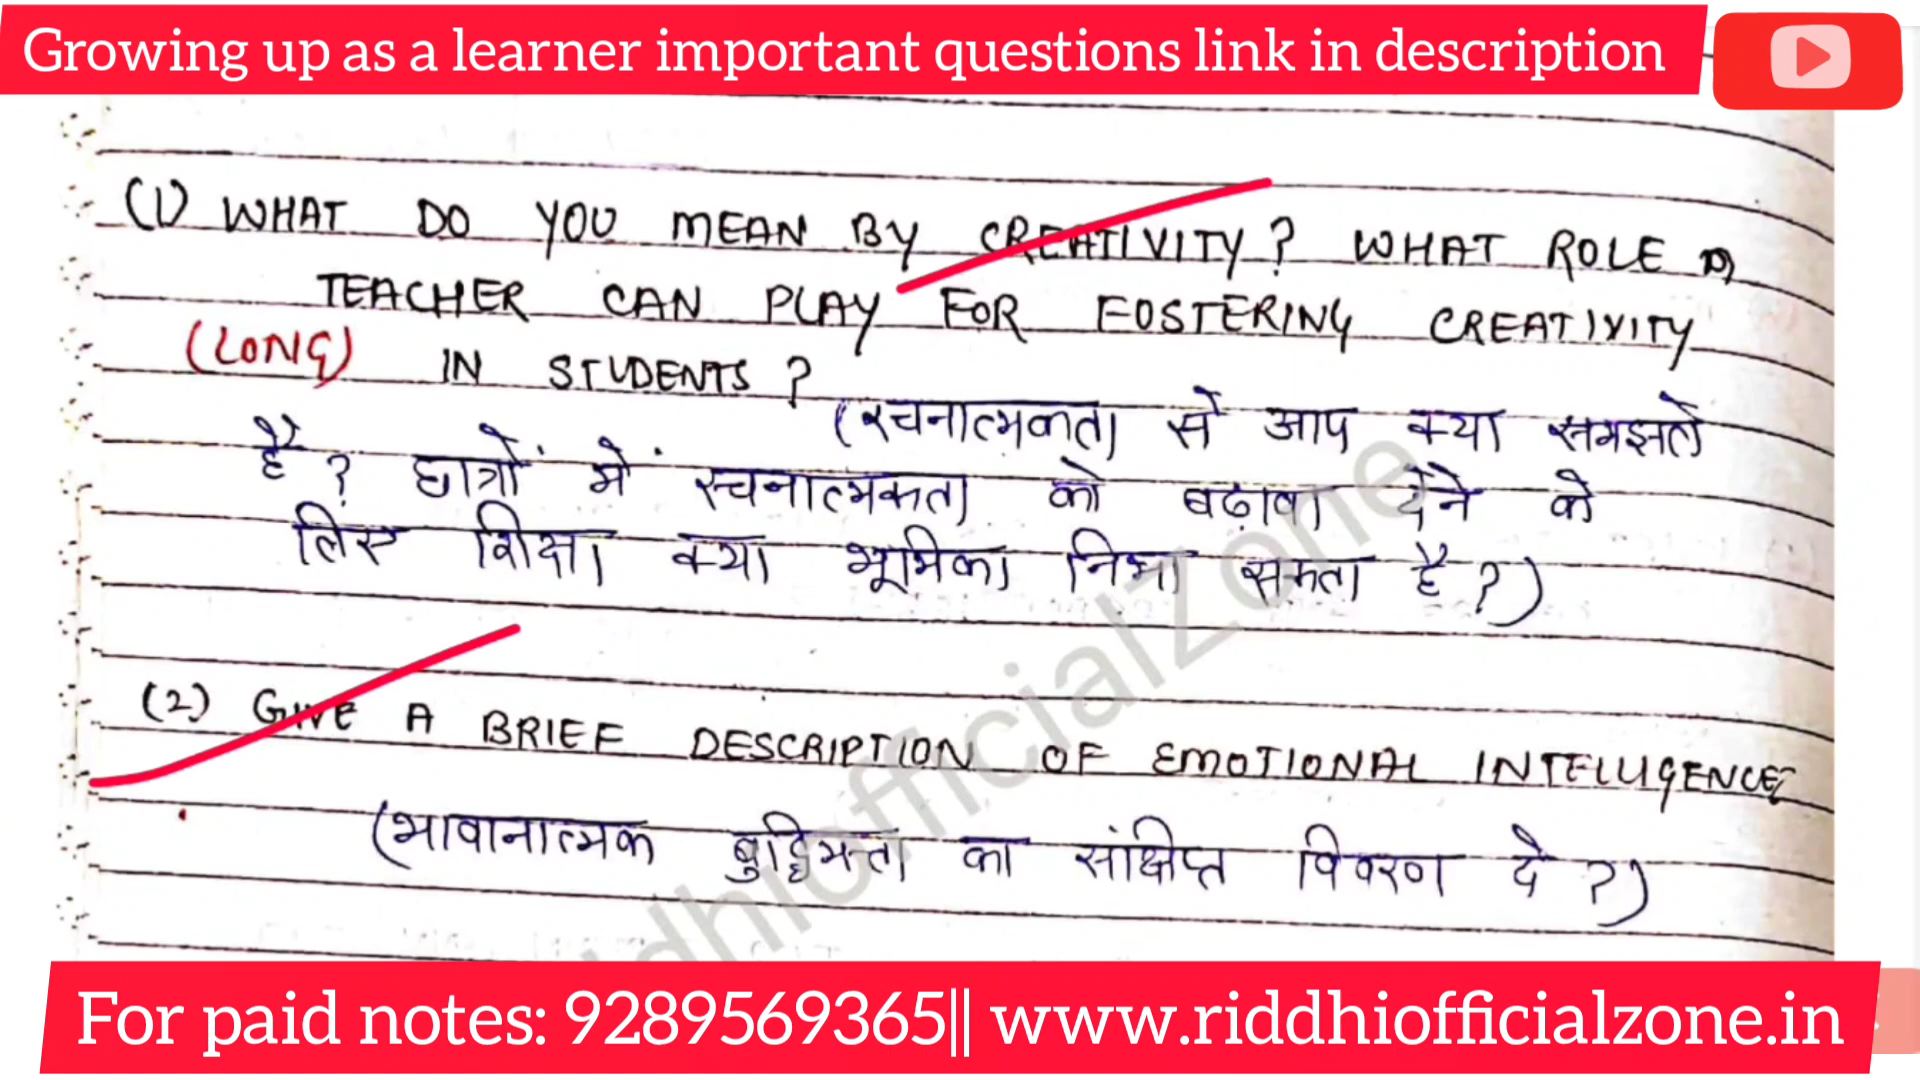 Growing up as a learner important questions link in description
(1) WHAT DO YOU MEAN BY CREATIVITY? WHAT ROLE
TEACHER CAN PLAY FOR FOSTERING CREATIVITY
(LONG) IN STUDENTS ?
(रचनात्मकता से आप क्या समझते
हैं ? छात्रों में रचनात्मकता को बढ़ावा देने के
लिए शिक्षा क्या भूमिका निभा सकता है ?)
(2) GIVE A BRIEF DESCRIPTION OF EMOTIONAL INTELLIGENCE
(भावानात्मक बुद्धिमत्ता का संक्षिप्त विवरण दे ?)
dhiofficialZone
For paid notes: 9289569365|| www.riddhiofficialzone.in